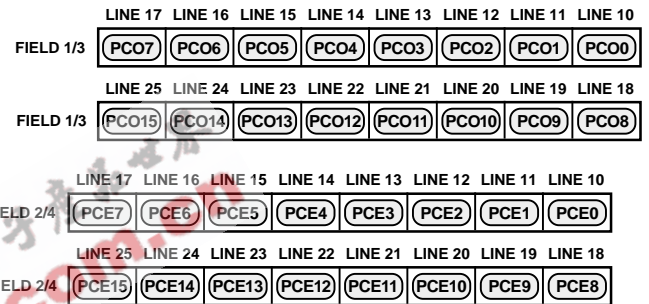 LINE 17 LINE 16 LINE 15 LINE 14 LINE 13 LINE 12 LINE 11 LINE 10
FIELD 1/3 PCO7 PCO6 PCO5 PCO4 PCO3 PCO2 PCO1 PCO0
LINE 25 LINE 24 LINE 23 LINE 22 LINE 21 LINE 20 LINE 19 LINE 18
FIELD 1/3 PCO15 PCO14 PCO13 PCO12 PCO11 PCO10 PCO9 PCO8
LINE 17 LINE 16 LINE 15 LINE 14 LINE 13 LINE 12 LINE 11 LINE 10
ELD 2/4 PCE7 PCE6 PCE5 PCE4 PCE3 PCE2 PCE1 PCE0
LINE 25 LINE 24 LINE 23 LINE 22 LINE 21 LINE 20 LINE 19 LINE 18
ELD 2/4 PCE15 PCE14 PCE13 PCE12 PCE11 PCE10 PCE9 PCE8
com.cn